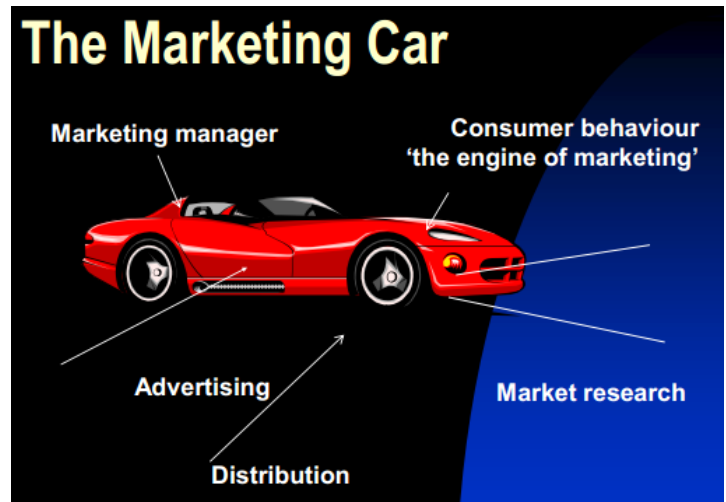 The Marketing Car
Marketing manager
Consumer behaviour
‘the engine of marketing’
Advertising
Market research
Distribution